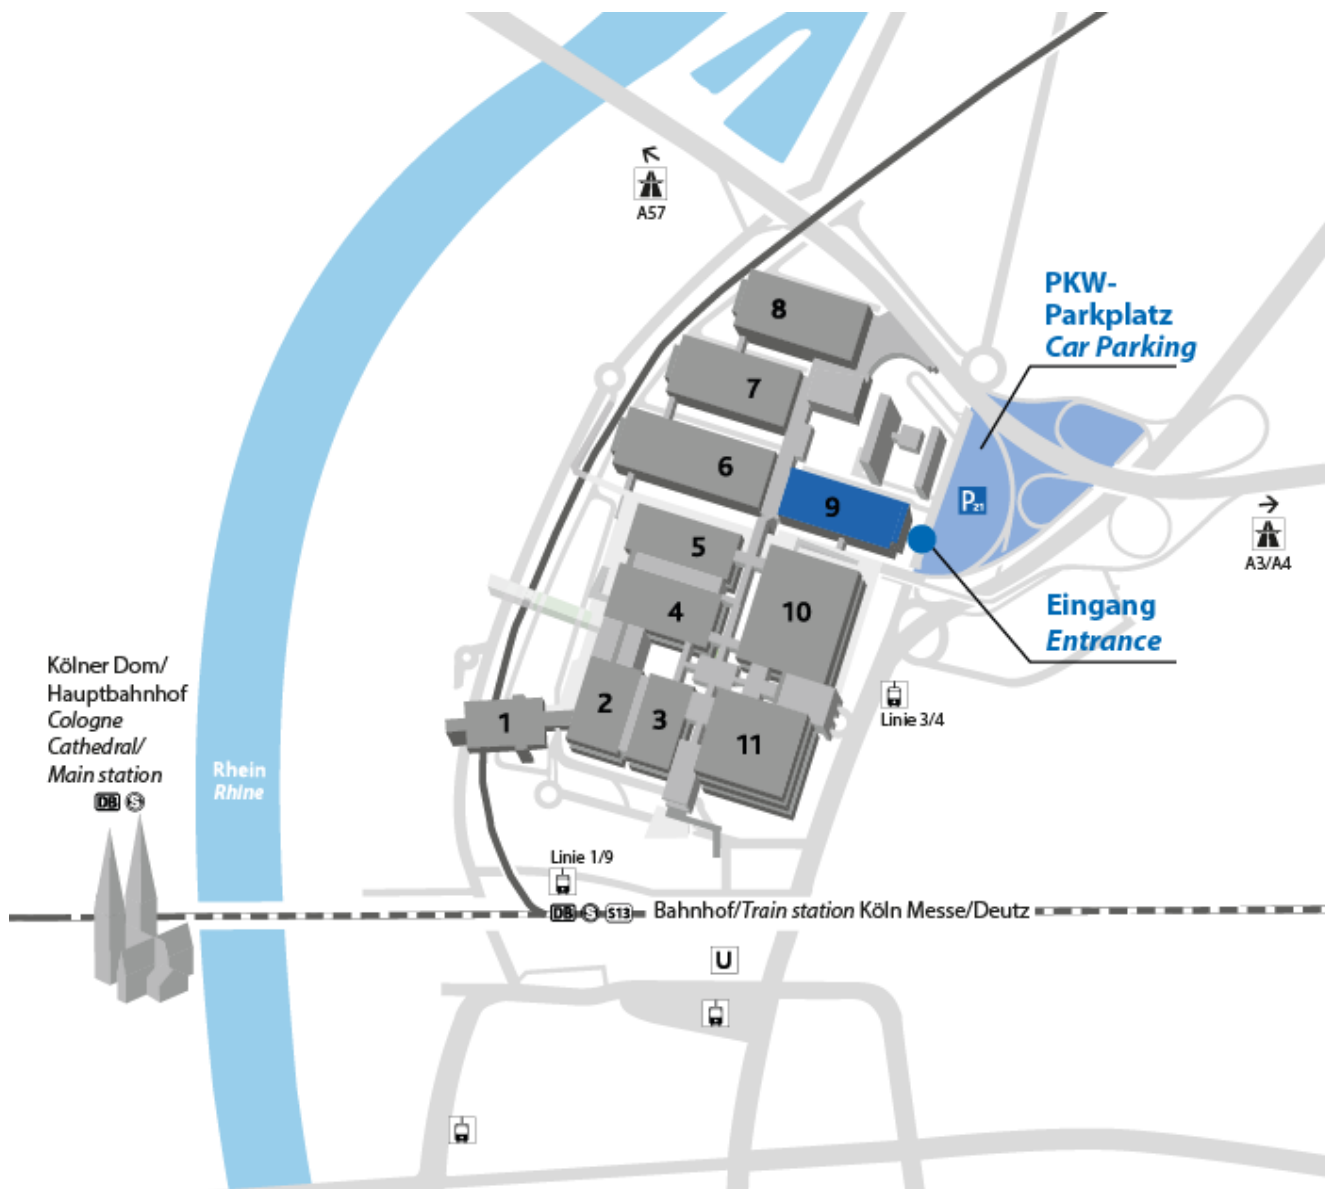 A57
PKW-
Parkplatz
Car Parking
8
7
6
9
P21
A3/A4
5
4
10
Eingang
Entrance
Kölner Dom/
Hauptbahnhof
Cologne
Cathedral/
Main station
DB S
Rhein
Rhine
1
2
3
11
Linie 3/4
Linie 1/9
DB S S13 Bahnhof/Train station Köln Messe/Deutz
U